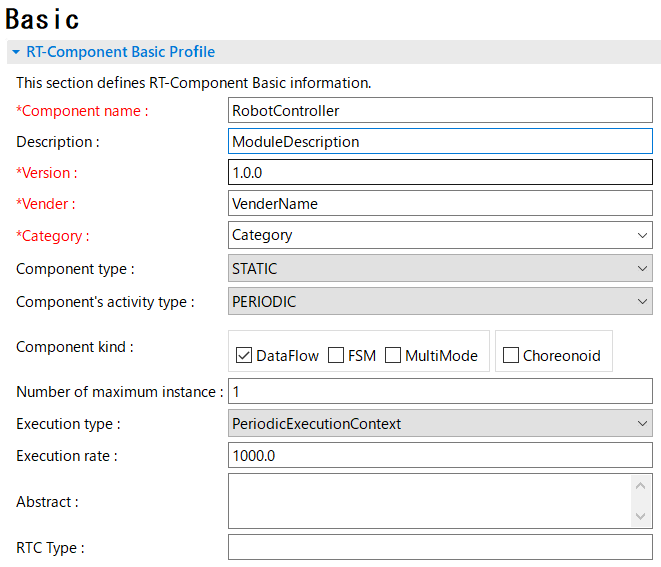 Basic
RT-Component Basic Profile
This section defines RT-Component Basic information.
*Component name : RobotController
Description : ModuleDescription
*Version : 1.0.0
*Vender : VenderName
*Category : Category
Component type : STATIC
Component's activity type : PERIODIC
Component kind : DataFlow FSM MultiMode Choreonoid
Number of maximum instance : 1
Execution type : PeriodicExecutionContext
Execution rate : 1000.0
Abstract :
RTC Type :